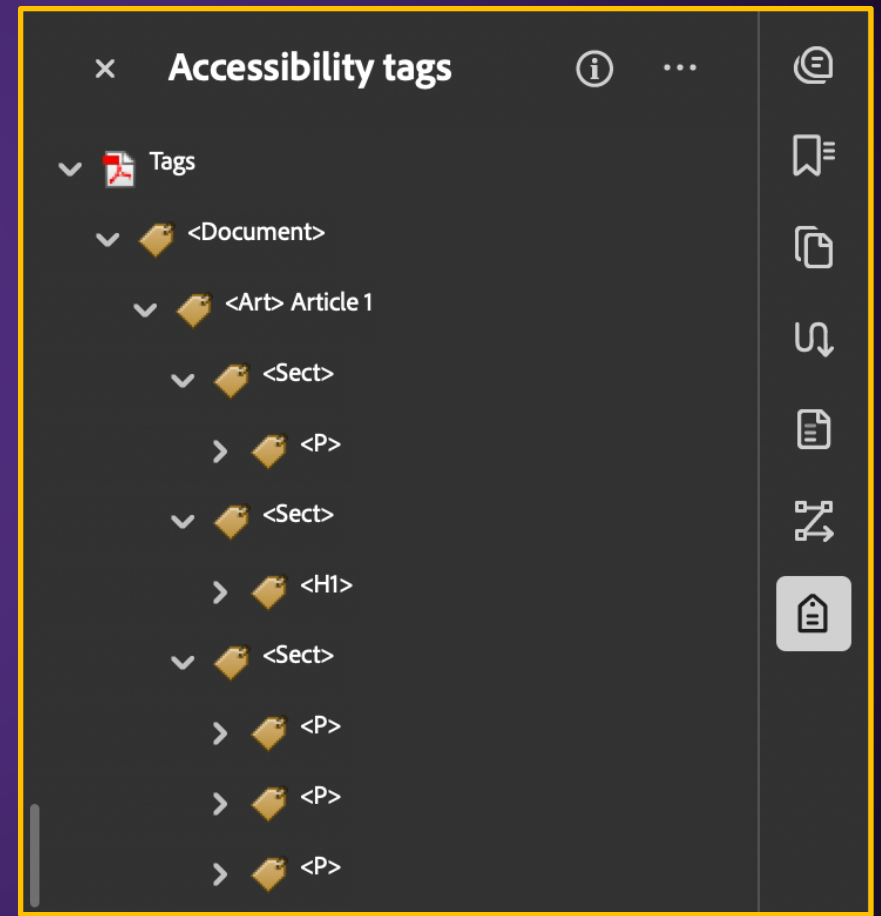 Accessibility tags
Tags
<Document>
<Art> Article 1
<Sect>
<P>
<Sect>
<H1>
<Sect>
<P>
<P>
<P>